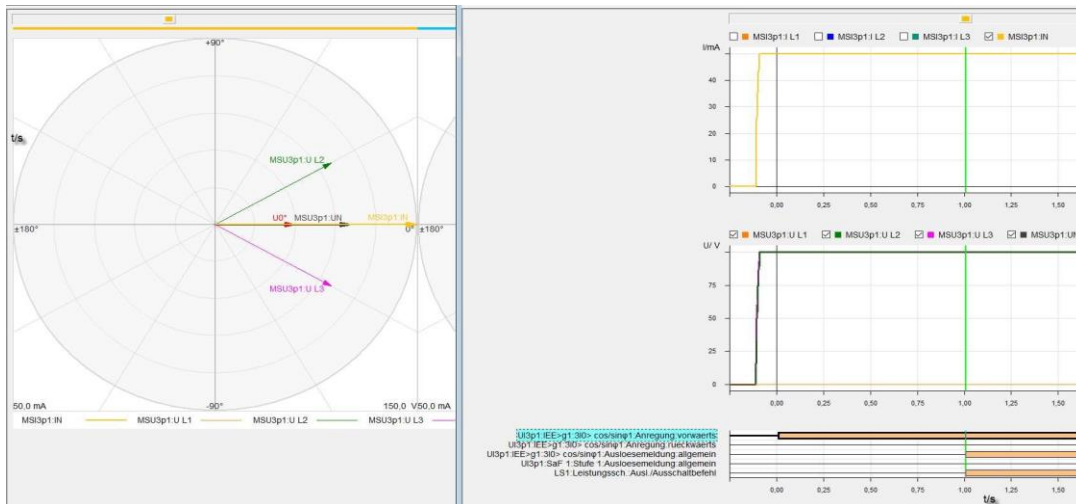 +90°
t/s
MSU3p1:U L2
U0°
MSU3p1:UN
MSI3p1:IN
±180°
0°
±180°
MSU3p1:U L3
-90°
50,0 mA
150,0 V
50,0 mA
MSI3p1:IN
MSU3p1:U L1
MSU3p1:U L2
MSU3p1:U L3
MSI3p1:I L1
MSI3p1:I L2
MSI3p1:I L3
MSI3p1:IN
I/mA
50
40
30
20
10
0
0,00 0,25 0,50 0,75 1,00 1,25 1,50
MSU3p1:U L1
MSU3p1:U L2
MSU3p1:U L3
MSU3p1:UN
U/ V
75
50
25
0
0,00 0,25 0,50 0,75 1,00 1,25 1,50
UI3p1:IEE>g1:3I0> cos/sinφ1:Anregung:vorwaerts
UI3p1:IEE>g1:3I0> cos/sinφ1:Anregung:rueckwaerts
UI3p1:IEE>g1:3I0> cos/sinφ1:Ausloesemeldung:allgemein
UI3p1:SaF 1:Stufe 1:Ausloesemeldung:allgemein
LS1:Leistungssch.:Ausl./Ausschaltbefehl
0,00 0,25 0,50 0,75 1,00 1,25 1,50
t/s